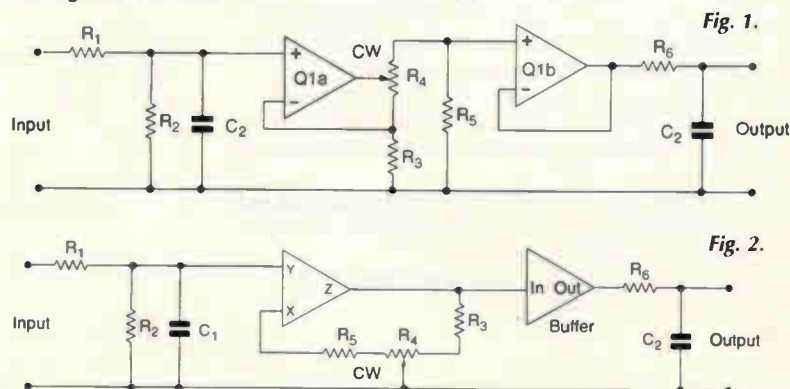 Fig. 1.
R1
R2
C2
+
−
Q1a
CW
R4
R3
R5
+
−
Q1b
R6
C2
Input
Output
Fig. 2.
R1
R2
C1
Y
X
Z
R5
R4
CW
R3
In Out
Buffer
R6
C2
Input
Output